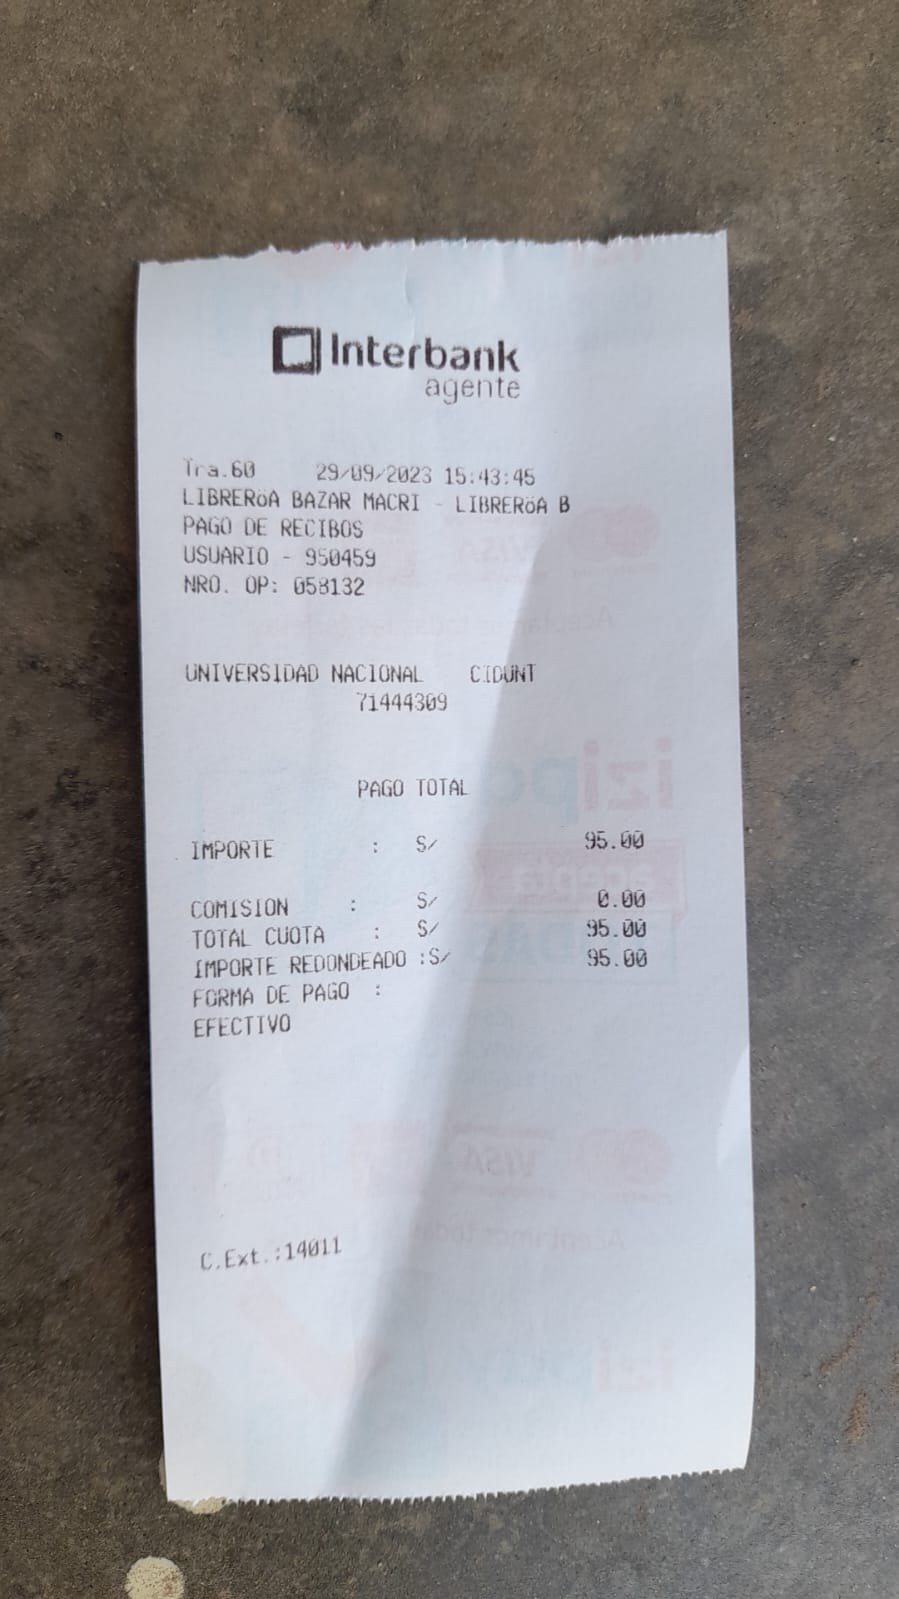 Interbank
agente
Tra.60 29/09/2023 15:43:45
LIBRERöA BAZAR MACRI - LIBRERöA B
PAGO DE RECIBOS
USUARIO - 950459
NRO. OP: 058132
UNIVERSIDAD NACIONAL CIDUNT
71444309
PAGO TOTAL
IMPORTE : S/ 95.00
COMISION : S/ 0.00
TOTAL CUOTA : S/ 95.00
IMPORTE REDONDEADO :S/ 95.00
FORMA DE PAGO :
EFECTIVO
C.Ext.:14011